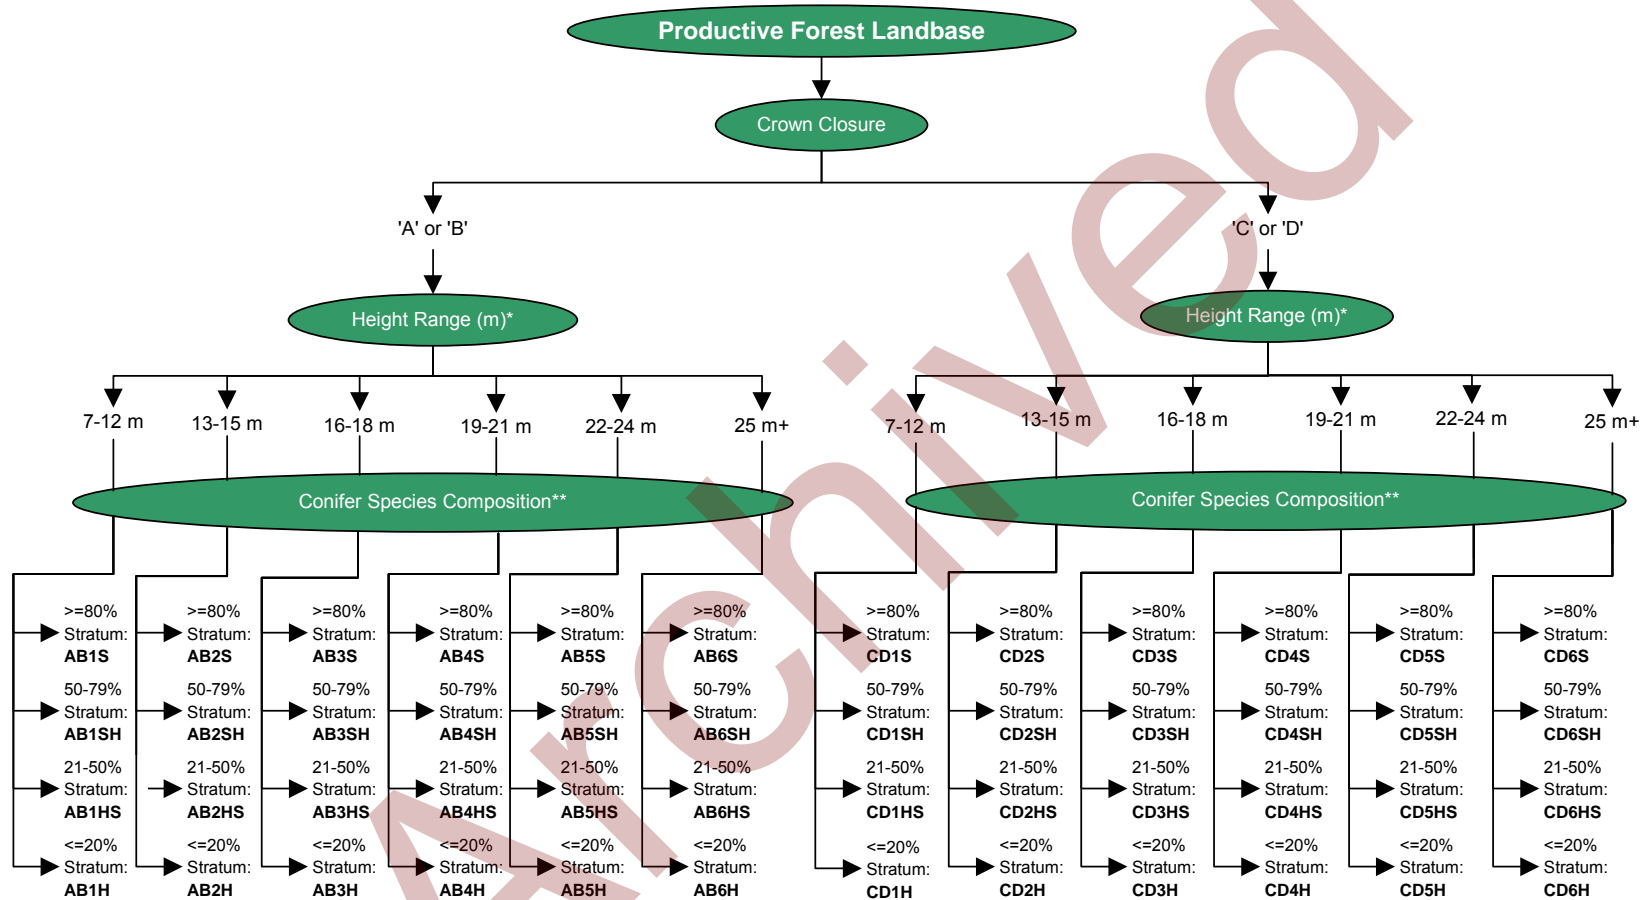 Productive Forest Landbase
Crown Closure
'A' or 'B'
'C' or 'D'
Height Range (m)*
Height Range (m)*
7-12 m
13-15 m
16-18 m
19-21 m
22-24 m
25 m+
7-12 m
13-15 m
16-18 m
19-21 m
22-24 m
25 m+
Conifer Species Composition**
Conifer Species Composition**
>=80%
Stratum:
AB1S
>=80%
Stratum:
AB2S
>=80%
Stratum:
AB3S
>=80%
Stratum:
AB4S
>=80%
Stratum:
AB5S
>=80%
Stratum:
AB6S
>=80%
Stratum:
CD1S
>=80%
Stratum:
CD2S
>=80%
Stratum:
CD3S
>=80%
Stratum:
CD4S
>=80%
Stratum:
CD5S
>=80%
Stratum:
CD6S
50-79%
Stratum:
AB1SH
50-79%
Stratum:
AB2SH
50-79%
Stratum:
AB3SH
50-79%
Stratum:
AB4SH
50-79%
Stratum:
AB5SH
50-79%
Stratum:
AB6SH
50-79%
Stratum:
CD1SH
50-79%
Stratum:
CD2SH
50-79%
Stratum:
CD3SH
50-79%
Stratum:
CD4SH
50-79%
Stratum:
CD5SH
50-79%
Stratum:
CD6SH
21-50%
Stratum:
AB1HS
21-50%
Stratum:
AB2HS
21-50%
Stratum:
AB3HS
21-50%
Stratum:
AB4HS
21-50%
Stratum:
AB5HS
21-50%
Stratum:
AB6HS
21-50%
Stratum:
CD1HS
21-50%
Stratum:
CD2HS
21-50%
Stratum:
CD3HS
21-50%
Stratum:
CD4HS
21-50%
Stratum:
CD5HS
21-50%
Stratum:
CD6HS
<=20%
Stratum:
AB1H
<=20%
Stratum:
AB2H
<=20%
Stratum:
AB3H
<=20%
Stratum:
AB4H
<=20%
Stratum:
AB5H
<=20%
Stratum:
AB6H
<=20%
Stratum:
CD1H
<=20%
Stratum:
CD2H
<=20%
Stratum:
CD3H
<=20%
Stratum:
CD4H
<=20%
Stratum:
CD5H
<=20%
Stratum:
CD6H
Archived